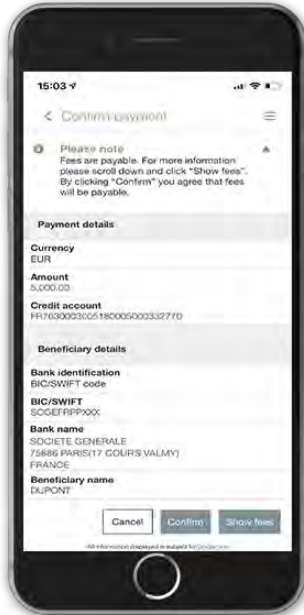 15:03
Confirm payment
Please note
Fees are payable. For more information
please scroll down and click "Show fees".
By clicking "Confirm" you agree that fees
will be payable.
Payment details
Currency
EUR
Amount
5,000.00
Credit account
Beneficiary details
Bank identification
BIC/SWIFT code
BIC/SWIFT
SOGEFRPPXXX
Bank name
SOCIETE GENERALE
75886 PARIS(17 COURS VALMY)
FRANCE
Beneficiary name
DUPONT
Cancel Confirm Show fees
All information displayed is subject to